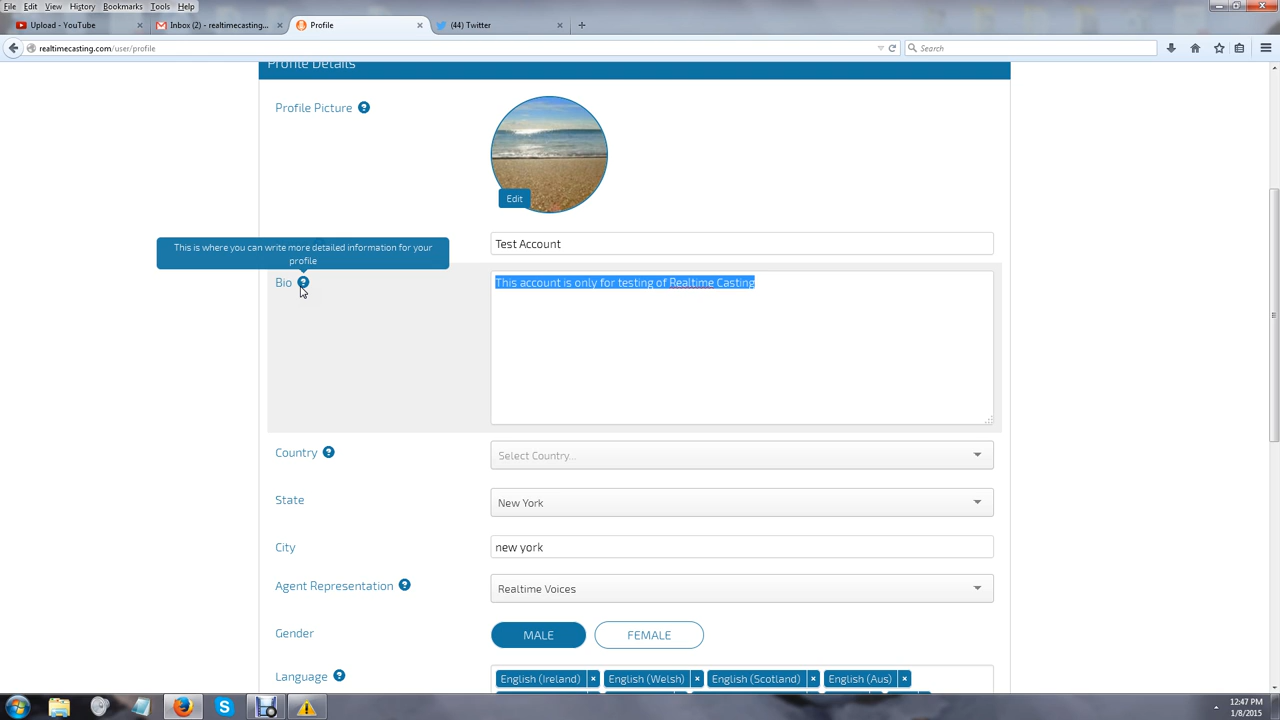 File Edit View History Bookmarks Tools Help
Upload - YouTube × Inbox (2) - realtimecasting... × Profile × (44) Twitter × +
realtimecasting.com/user/profile Search
Profile Details
Profile Picture ?
Edit
Test Account
This is where you can write more detailed information for your
profile
Bio ? This account is only for testing of Realtime Casting
Country ? Select Country...
State New York
City new york
Agent Representation ? Realtime Voices
Gender MALE FEMALE
Language ? English (Ireland) × English (Welsh) × English (Scotland) × English (Aus) ×
12:47 PM
1/8/2015